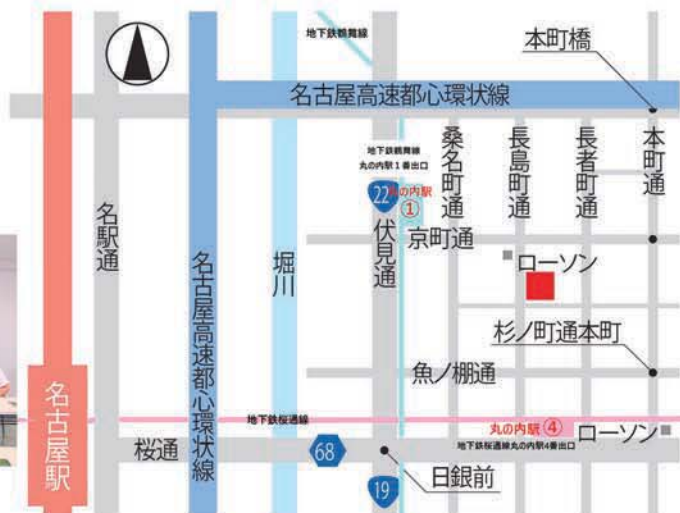 地下鉄鶴舞線
本町橋
名古屋高速都心環状線
地下鉄鶴舞線
丸の内駅1番出口
桑名町通
長島町通
長者町通
本町通
22
丸の内駅
①
名駅通
伏見通
京町通
堀川
名古屋高速都心環状線
ローソン
杉ノ町通本町
魚ノ棚通
名古屋駅
地下鉄桜通線
丸の内駅④
ローソン
地下鉄桜通線丸の内駅4番出口
桜通
68
日銀前
19